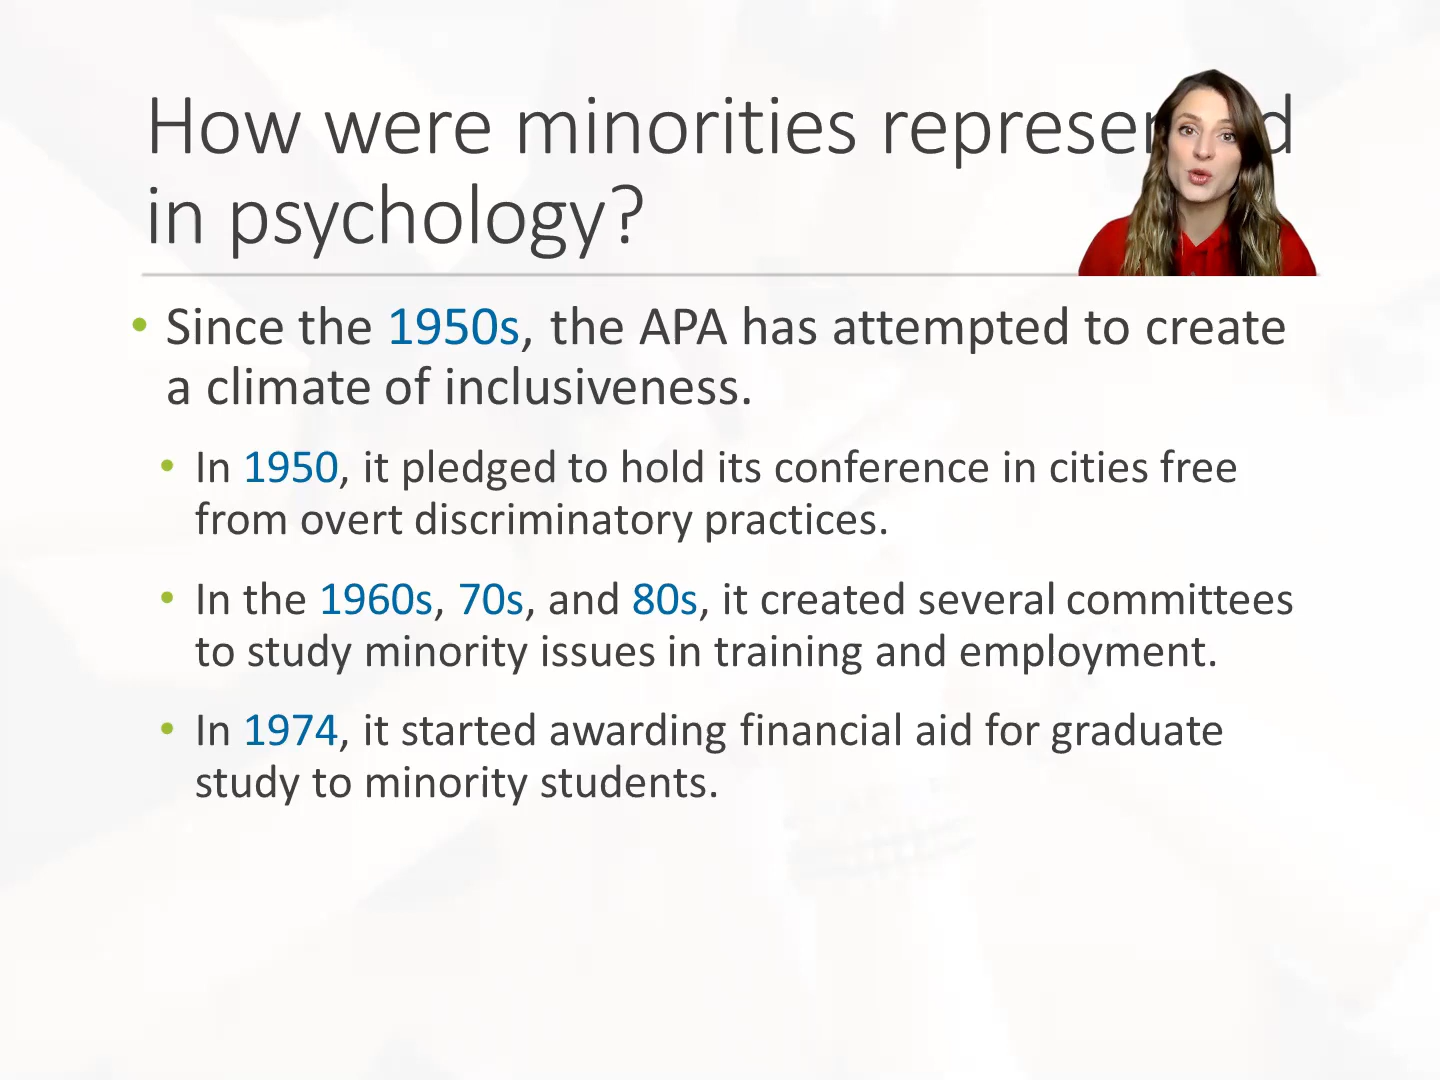 How were minorities represented
in psychology?
• Since the 1950s, the APA has attempted to create
a climate of inclusiveness.
• In 1950, it pledged to hold its conference in cities free
from overt discriminatory practices.
• In the 1960s, 70s, and 80s, it created several committees
to study minority issues in training and employment.
• In 1974, it started awarding financial aid for graduate
study to minority students.